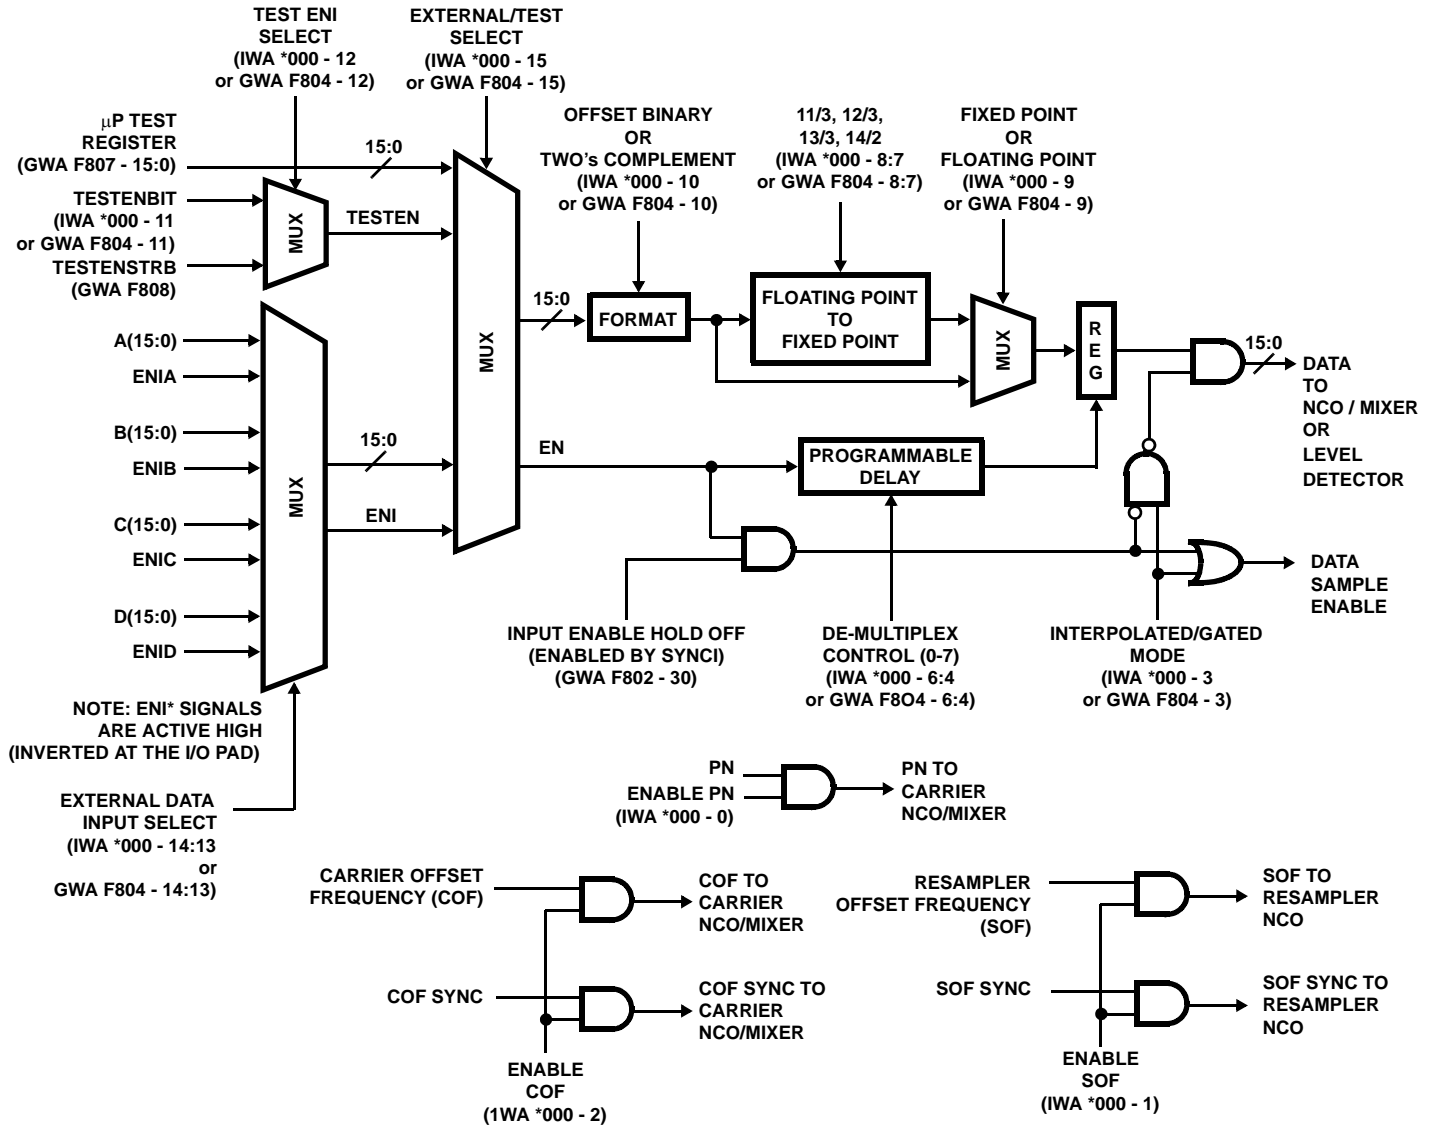 TEST ENI
SELECT
(IWA *000 - 12
or GWA F804 - 12)
EXTERNAL/TEST
SELECT
(IWA *000 - 15
or GWA F804 - 15)
µP TEST
REGISTER
(GWA F807 - 15:0)
15:0
TESTENBIT
(IWA *000 - 11
or GWA F804 - 11)
TESTENSTRB
(GWA F808)
MUX
TESTEN
OFFSET BINARY
OR
TWO's COMPLEMENT
(IWA *000 - 10
or GWA F804 - 10)
11/3, 12/3,
13/3, 14/2
(IWA *000 - 8:7
or GWA F804 - 8:7)
FIXED POINT
OR
FLOATING POINT
(IWA *000 - 9
or GWA F804 - 9)
A(15:0)
ENIA
B(15:0)
ENIB
C(15:0)
ENIC
D(15:0)
ENID
MUX
15:0
ENI
MUX
15:0
FORMAT
FLOATING POINT
TO
FIXED POINT
MUX
R
E
G
15:0
DATA
TO
NCO / MIXER
OR
LEVEL
DETECTOR
EN
PROGRAMMABLE
DELAY
DATA
SAMPLE
ENABLE
INPUT ENABLE HOLD OFF
(ENABLED BY SYNCI)
(GWA F802 - 30)
DE-MULTIPLEX
CONTROL (0-7)
(IWA *000 - 6:4
or GWA F8O4 - 6:4)
INTERPOLATED/GATED
MODE
(IWA *000 - 3
or GWA F804 - 3)
NOTE: ENI* SIGNALS
ARE ACTIVE HIGH
(INVERTED AT THE I/O PAD)
EXTERNAL DATA
INPUT SELECT
(IWA *000 - 14:13
or
GWA F804 - 14:13)
PN
ENABLE PN
(IWA *000 - 0)
PN TO
CARRIER
NCO/MIXER
CARRIER OFFSET
FREQUENCY (COF)
COF TO
CARRIER
NCO/MIXER
COF SYNC
COF SYNC TO
CARRIER
NCO/MIXER
ENABLE
COF
(1WA *000 - 2)
RESAMPLER
OFFSET FREQUENCY
(SOF)
SOF TO
RESAMPLER
NCO
SOF SYNC
SOF SYNC TO
RESAMPLER
NCO
ENABLE
SOF
(IWA *000 - 1)